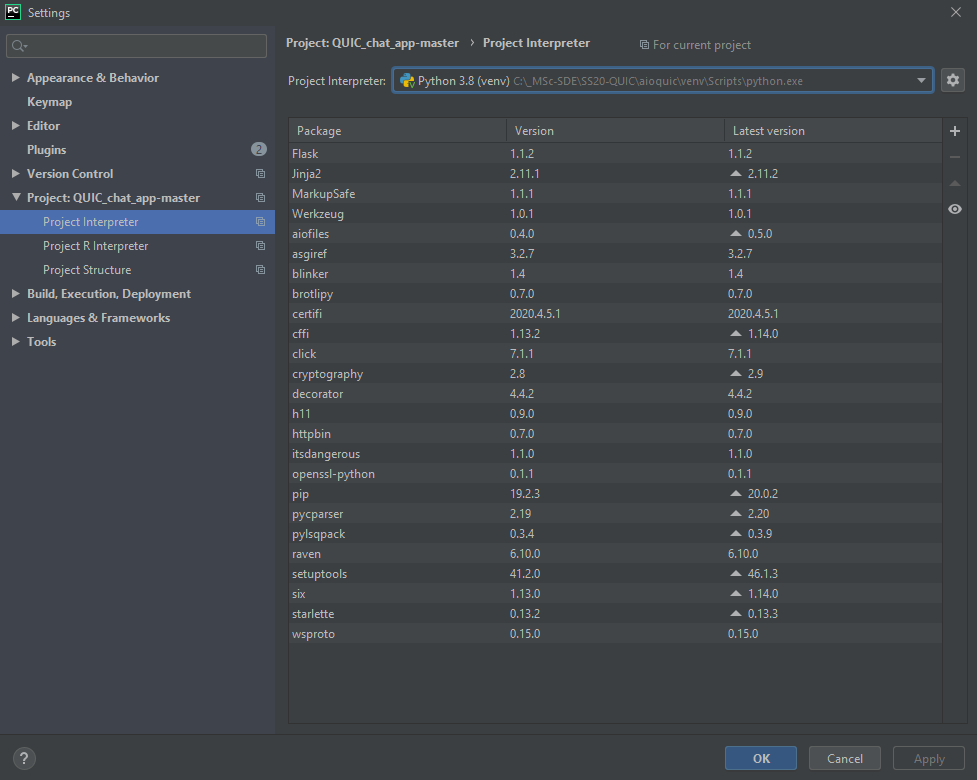 PC Settings
Project: QUIC_chat_app-master › Project Interpreter For current project
Project Interpreter: Python 3.8 (venv) C:\_MSc-SDE\SS20-QUIC\aioquic\venv\Scripts\python.exe
Appearance & Behavior
Keymap
Editor
Plugins 2
Version Control
Project: QUIC_chat_app-master
Project Interpreter
Project R Interpreter
Project Structure
Build, Execution, Deployment
Languages & Frameworks
Tools
Package Version Latest version
Flask 1.1.2 1.1.2
Jinja2 2.11.1 2.11.2
MarkupSafe 1.1.1 1.1.1
Werkzeug 1.0.1 1.0.1
aiofiles 0.4.0 0.5.0
asgiref 3.2.7 3.2.7
blinker 1.4 1.4
brotlipy 0.7.0 0.7.0
certifi 2020.4.5.1 2020.4.5.1
cffi 1.13.2 1.14.0
click 7.1.1 7.1.1
cryptography 2.8 2.9
decorator 4.4.2 4.4.2
h11 0.9.0 0.9.0
httpbin 0.7.0 0.7.0
itsdangerous 1.1.0 1.1.0
openssl-python 0.1.1 0.1.1
pip 19.2.3 20.0.2
pycparser 2.19 2.20
pylsqpack 0.3.4 0.3.9
raven 6.10.0 6.10.0
setuptools 41.2.0 46.1.3
six 1.13.0 1.14.0
starlette 0.13.2 0.13.3
wsproto 0.15.0 0.15.0
? OK Cancel Apply